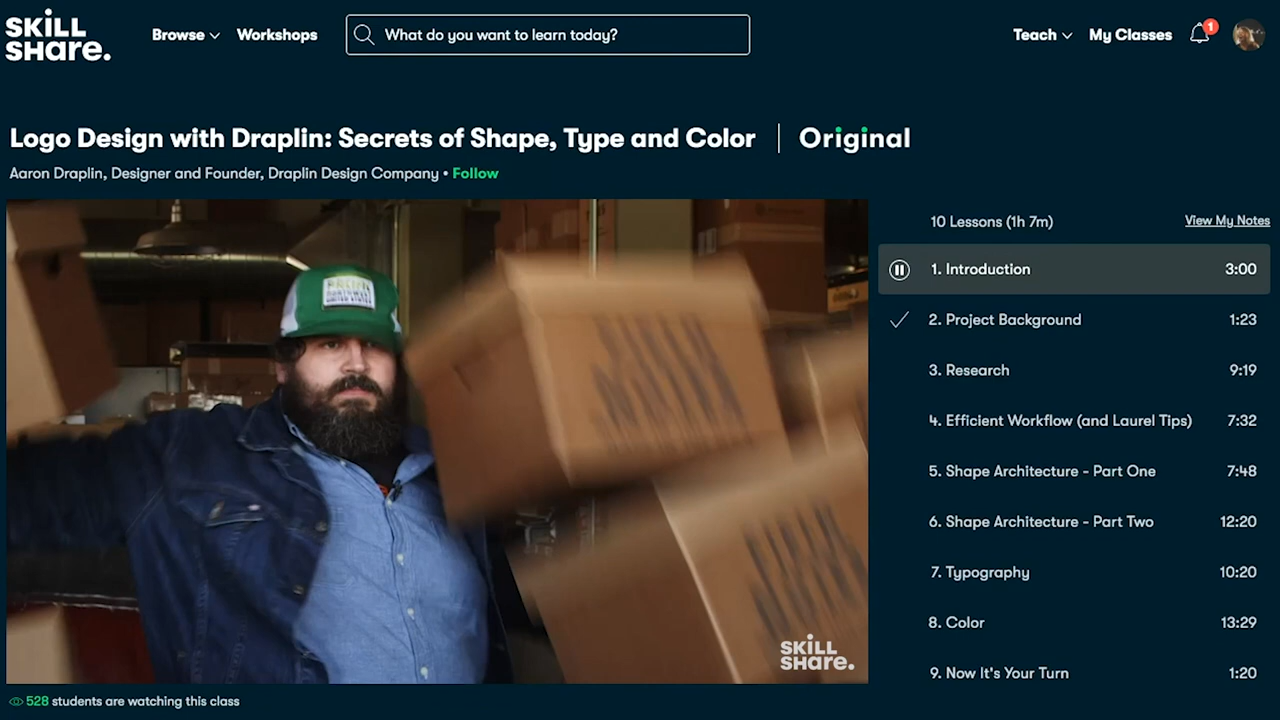 SKILL
SHARE.
Browse
Workshops
What do you want to learn today?
Teach
My Classes
1
Logo Design with Draplin: Secrets of Shape, Type and Color | Original
Aaron Draplin, Designer and Founder, Draplin Design Company • Follow
10 Lessons (1h 7m)
View My Notes
1. Introduction 3:00
2. Project Background 1:23
3. Research 9:19
4. Efficient Workflow (and Laurel Tips) 7:32
5. Shape Architecture - Part One 7:48
6. Shape Architecture - Part Two 12:20
7. Typography 10:20
8. Color 13:29
9. Now It's Your Turn 1:20
PACIFIC
NORTHWEST
UNITED STATES
SKILL
SHARE.
528 students are watching this class